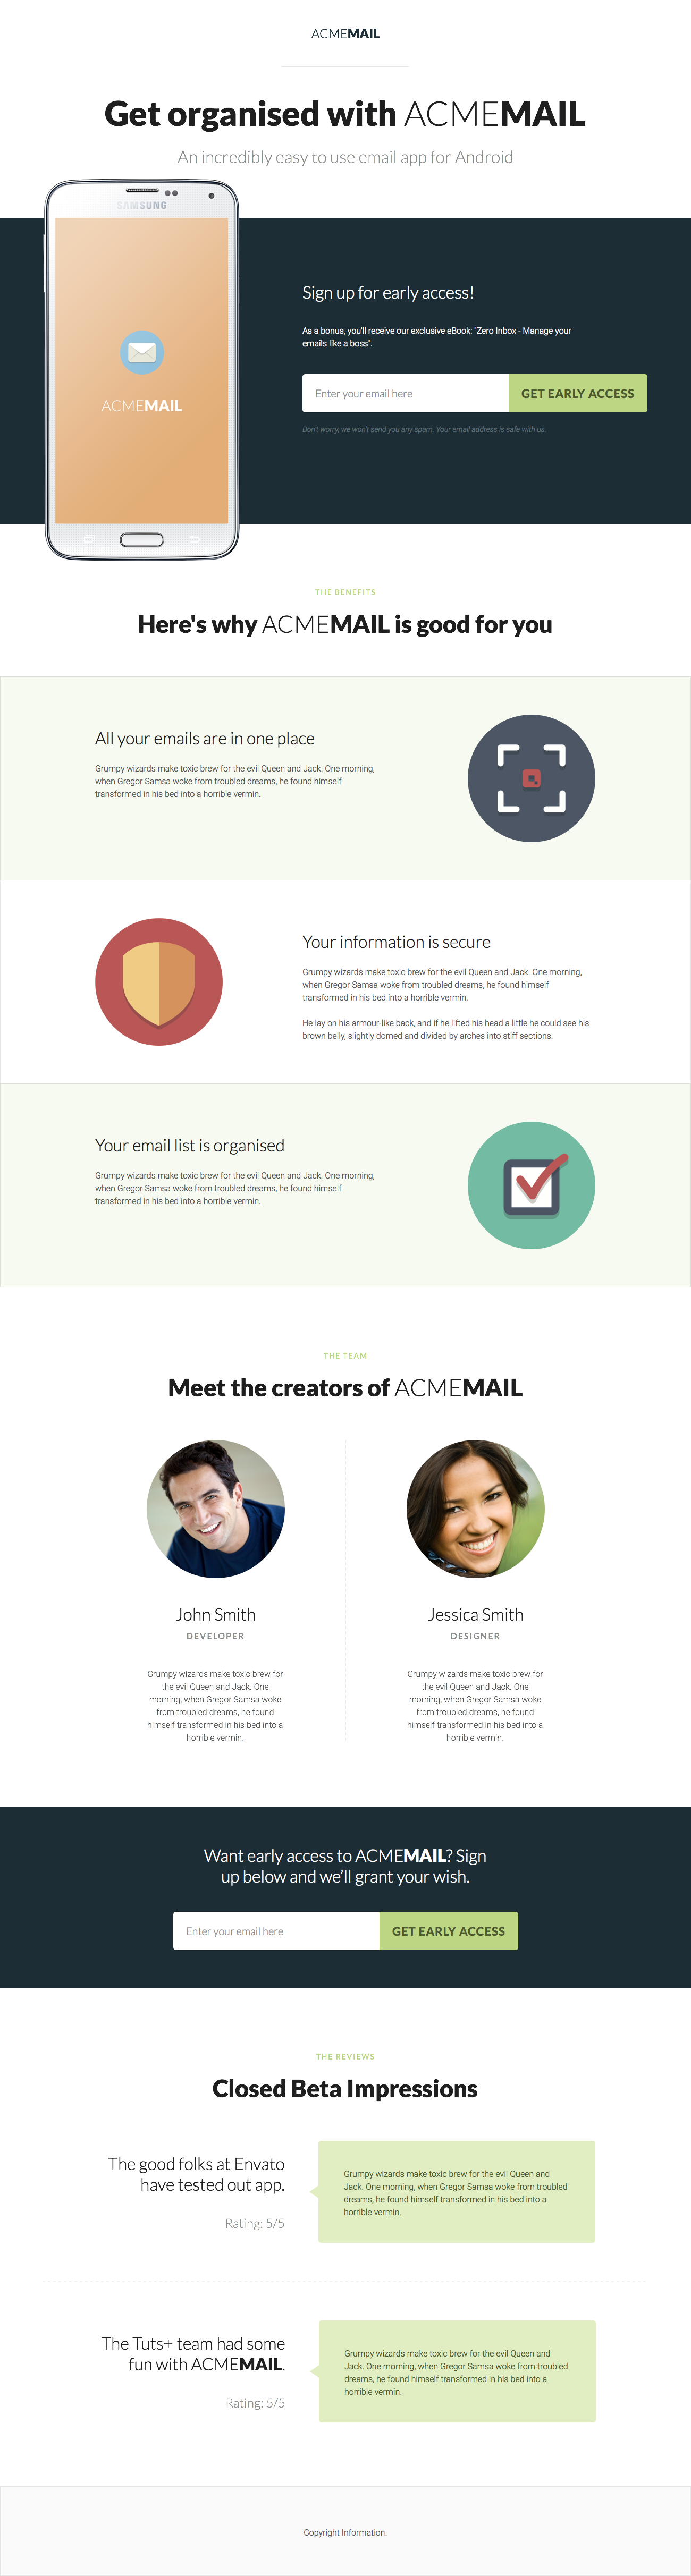 ACMEMAIL
Get organised with ACMEMAIL
An incredibly easy to use email app for Android
SAMSUNG
ACMEMAIL
Sign up for early access!
As a bonus, you'll receive our exclusive eBook: "Zero Inbox - Manage your
emails like a boss".
Enter your email here
GET EARLY ACCESS
Don't worry, we won't send you any spam. Your email address is safe with us.
THE BENEFITS
Here's why ACMEMAIL is good for you
All your emails are in one place
Grumpy wizards make toxic brew for the evil Queen and Jack. One morning,
when Gregor Samsa woke from troubled dreams, he found himself
transformed in his bed into a horrible vermin.
Your information is secure
Grumpy wizards make toxic brew for the evil Queen and Jack. One morning,
when Gregor Samsa woke from troubled dreams, he found himself
transformed in his bed into a horrible vermin.
He lay on his armour-like back, and if he lifted his head a little he could see his
brown belly, slightly domed and divided by arches into stiff sections.
Your email list is organised
Grumpy wizards make toxic brew for the evil Queen and Jack. One morning,
when Gregor Samsa woke from troubled dreams, he found himself
transformed in his bed into a horrible vermin.
THE TEAM
Meet the creators of ACMEMAIL
John Smith
DEVELOPER
Grumpy wizards make toxic brew for
the evil Queen and Jack. One
morning, when Gregor Samsa woke
from troubled dreams, he found
himself transformed in his bed into a
horrible vermin.
Jessica Smith
DESIGNER
Grumpy wizards make toxic brew for
the evil Queen and Jack. One
morning, when Gregor Samsa woke
from troubled dreams, he found
himself transformed in his bed into a
horrible vermin.
Want early access to ACMEMAIL? Sign
up below and we'll grant your wish.
Enter your email here
GET EARLY ACCESS
THE REVIEWS
Closed Beta Impressions
The good folks at Envato
have tested out app.
Rating: 5/5
Grumpy wizards make toxic brew for the evil Queen and
Jack. One morning, when Gregor Samsa woke from troubled
dreams, he found himself transformed in his bed into a
horrible vermin.
The Tuts+ team had some
fun with ACMEMAIL.
Rating: 5/5
Grumpy wizards make toxic brew for the evil Queen and
Jack. One morning, when Gregor Samsa woke from troubled
dreams, he found himself transformed in his bed into a
horrible vermin.
Copyright Information.